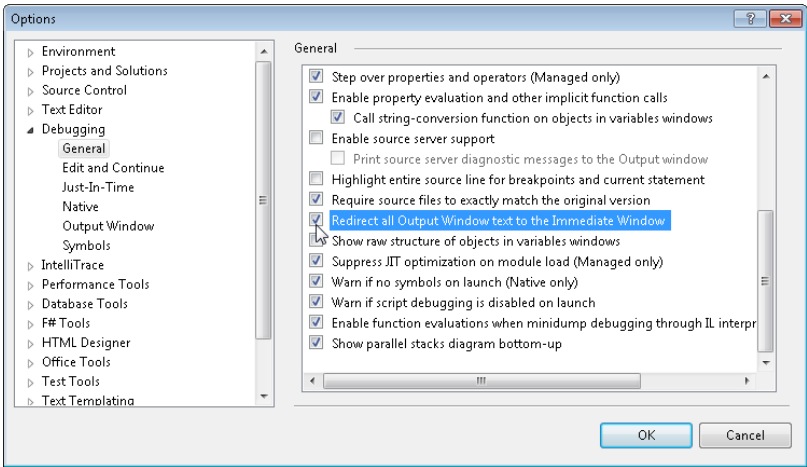 Options
Environment
Projects and Solutions
Source Control
Text Editor
Debugging
General
Edit and Continue
Just-In-Time
Native
Output Window
Symbols
IntelliTrace
Performance Tools
Database Tools
F# Tools
HTML Designer
Office Tools
Test Tools
Text Templating
General
Step over properties and operators (Managed only)
Enable property evaluation and other implicit function calls
Call string-conversion function on objects in variables windows
Enable source server support
Print source server diagnostic messages to the Output window
Highlight entire source line for breakpoints and current statement
Require source files to exactly match the original version
Redirect all Output Window text to the Immediate Window
Show raw structure of objects in variables windows
Suppress JIT optimization on module load (Managed only)
Warn if no symbols on launch (Native only)
Warn if script debugging is disabled on launch
Enable function evaluations when minidump debugging through IL interpr
Show parallel stacks diagram bottom-up
OK
Cancel